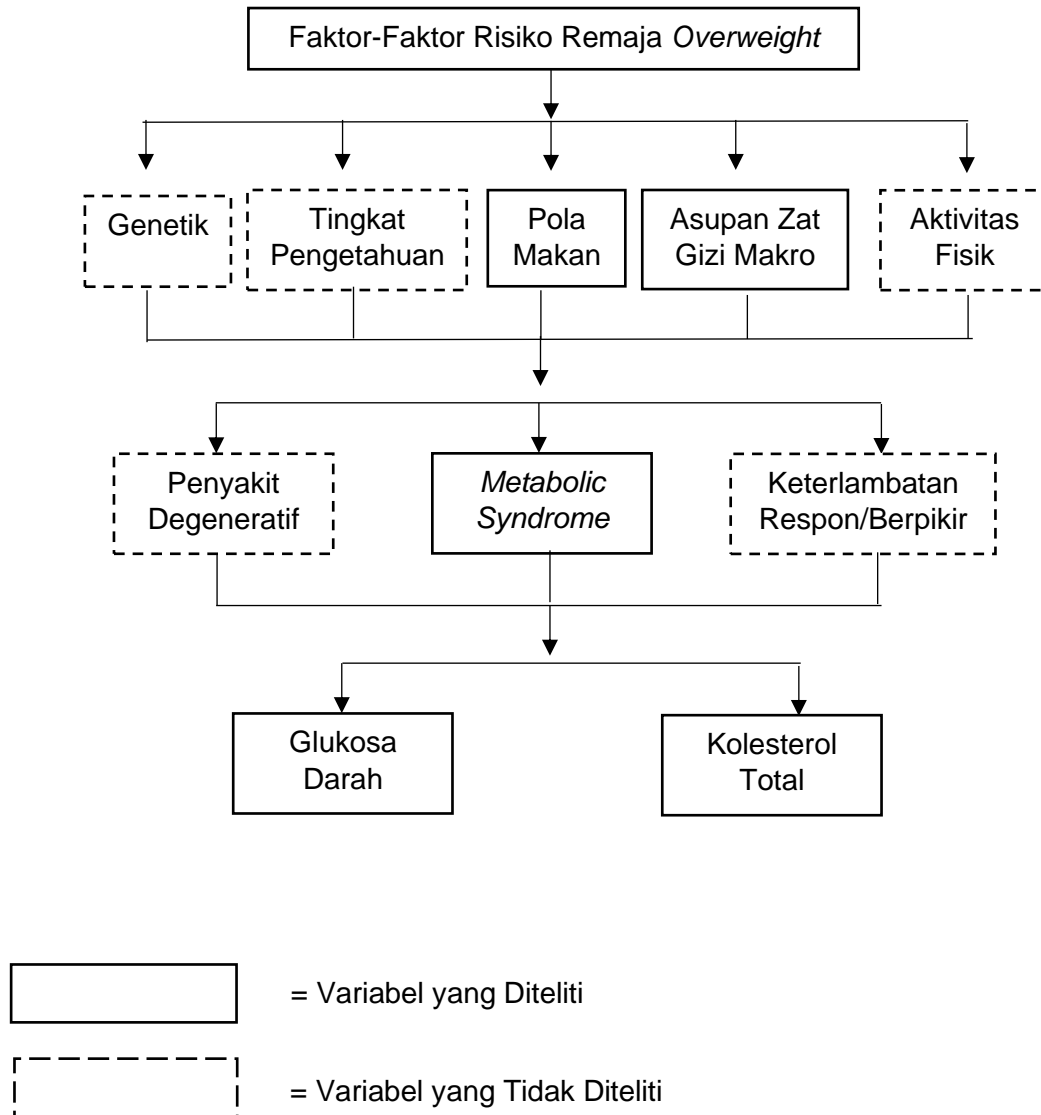 Faktor-Faktor Risiko Remaja Overweight
Genetik
Tingkat
Pengetahuan
Pola
Makan
Asupan Zat
Gizi Makro
Aktivitas
Fisik
Penyakit
Degeneratif
Metabolic
Syndrome
Keterlambatan
Respon/Berpikir
Glukosa
Darah
Kolesterol
Total
= Variabel yang Diteliti
= Variabel yang Tidak Diteliti